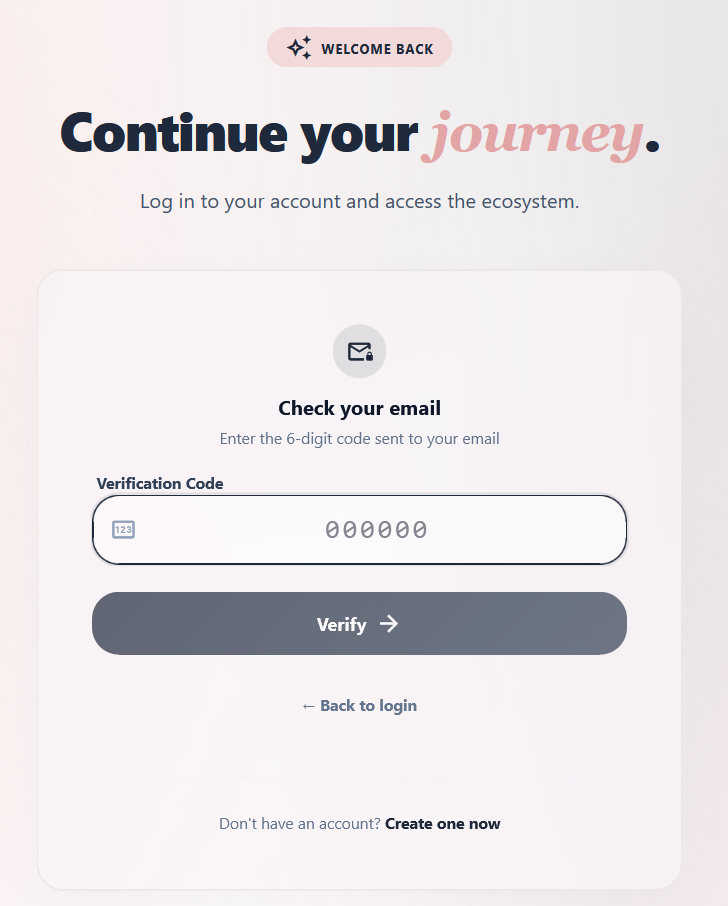 WELCOME BACK
Continue your journey.
Log in to your account and access the ecosystem.
Check your email
Enter the 6-digit code sent to your email
Verification Code
123
000000
Verify →
← Back to login
Don't have an account? Create one now